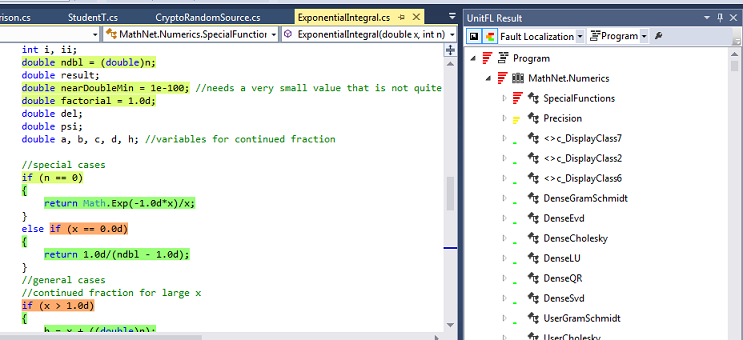 rison.cs StudentT.cs CryptoRandomSource.cs ExponentialIntegral.cs
MathNet.Numerics.SpecialFunction ExponentialIntegral(double x, int n)
int i, ii;
double ndbl = (double)n;
double result;
double nearDoubleMin = 1e-100; //needs a very small value that is not quite
double factorial = 1.0d;
double del;
double psi;
double a, b, c, d, h; //variables for continued fraction
//special cases
if (n == 0)
{
return Math.Exp(-1.0d*x)/x;
}
else if (x == 0.0d)
{
return 1.0d/(ndbl - 1.0d);
}
//general cases
//continued fraction for large x
if (x > 1.0d)
{
b = x + ((double)n);
UnitFL Result
Fault Localization Program
Program
MathNet.Numerics
SpecialFunctions
Precision
<>c_DisplayClass7
<>c_DisplayClass2
<>c_DisplayClass6
DenseGramSchmidt
DenseEvd
DenseCholesky
DenseLU
DenseQR
DenseSvd
UserGramSchmidt
UserCholesky